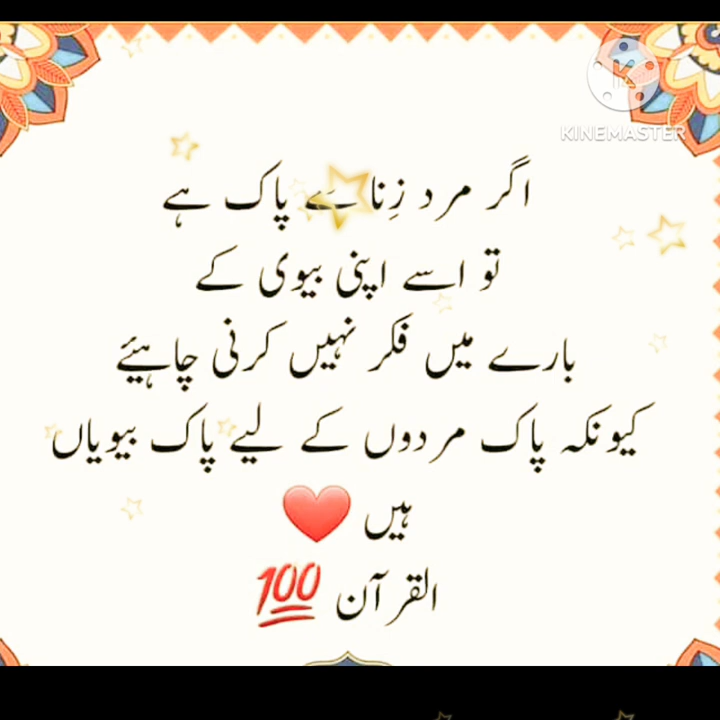 KINEMASTER
اگر مرد زِنا سے پاک ہے
تو اسے اپنی بیوی کے
بارے میں فکر نہیں کرنی چاہیئے
کیونکہ پاک مردوں کے لیے پاک بیویاں
ہیں ❤️
القرآن 💯